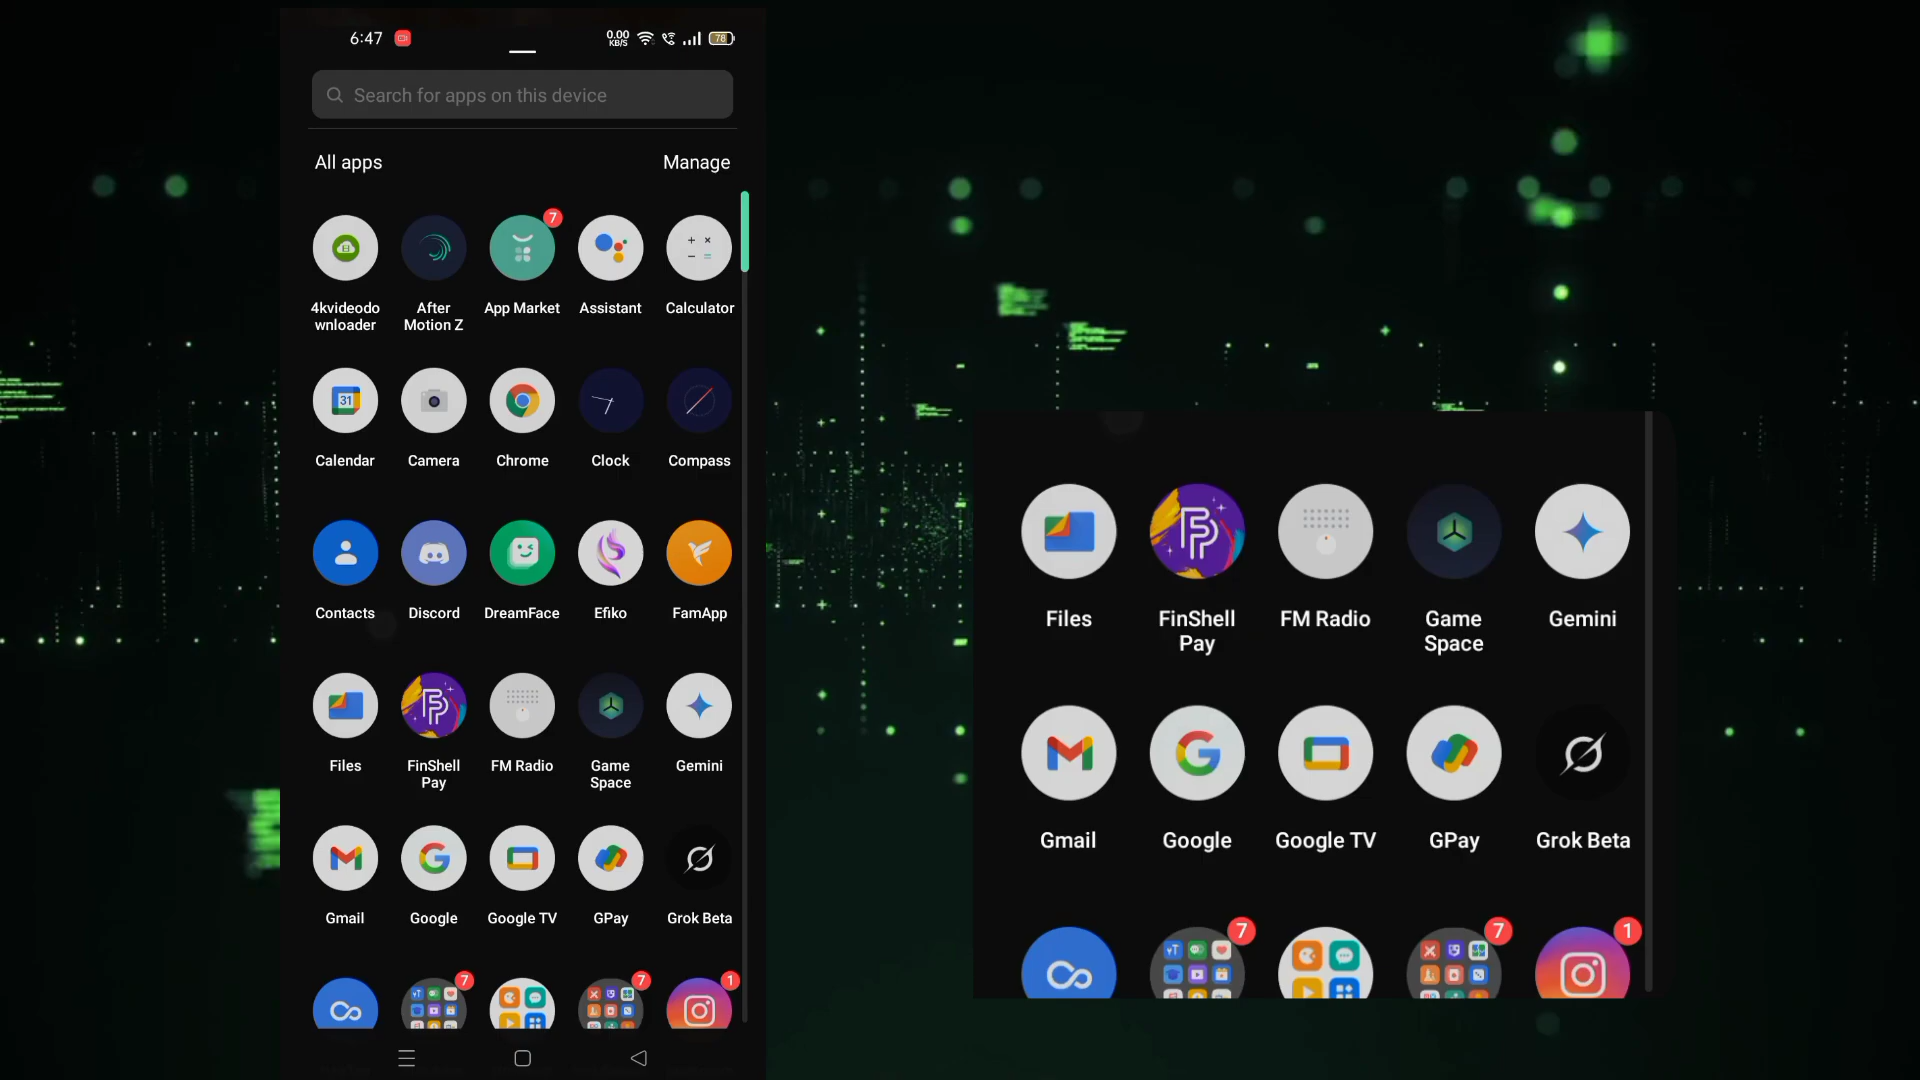 6:47
0.00
KB/S
78
Search for apps on this device
All apps
Manage
7
4kvideodo
wnloader
After
Motion Z
App Market
Assistant
Calculator
31
Calendar
Camera
Chrome
Clock
Compass
Contacts
Discord
DreamFace
Efiko
FamApp
Files
FinShell
Pay
FM Radio
Game
Space
Gemini
Gmail
Google
Google TV
GPay
Grok Beta
7
7
1
Files
FinShell
Pay
FM Radio
Game
Space
Gemini
Gmail
Google
Google TV
GPay
Grok Beta
7
7
1